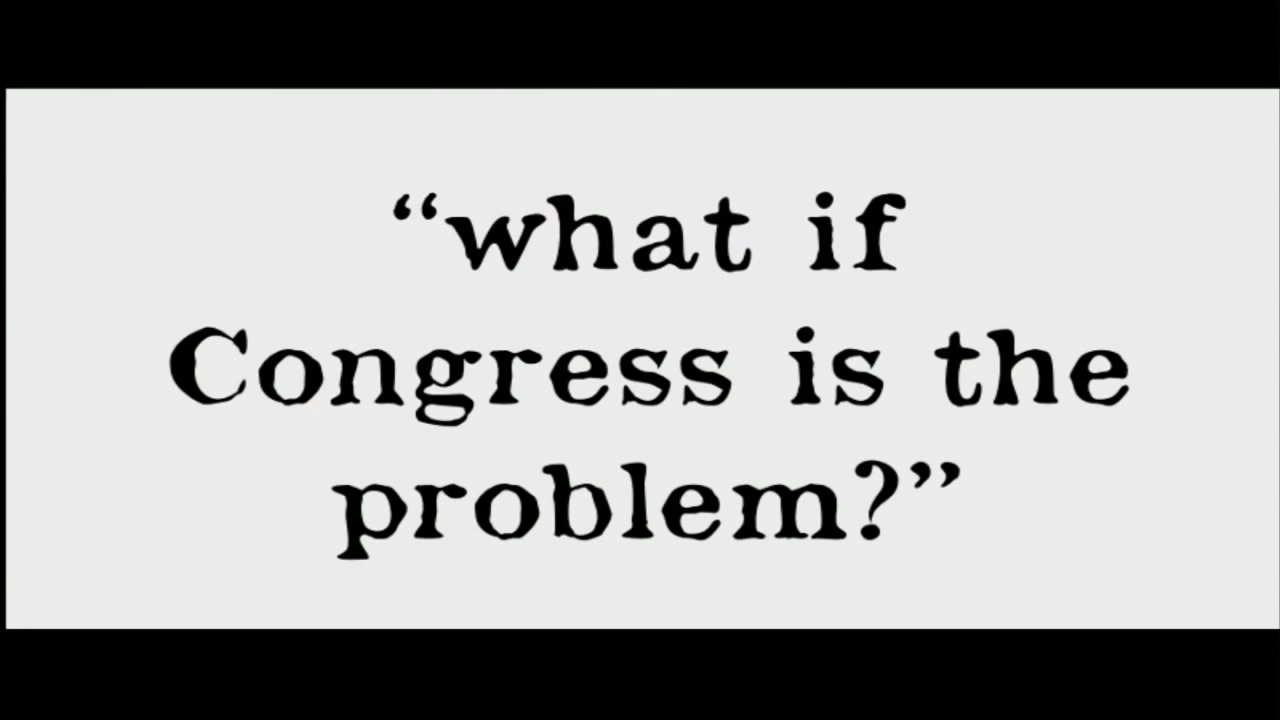 “what if
Congress is the
problem?”